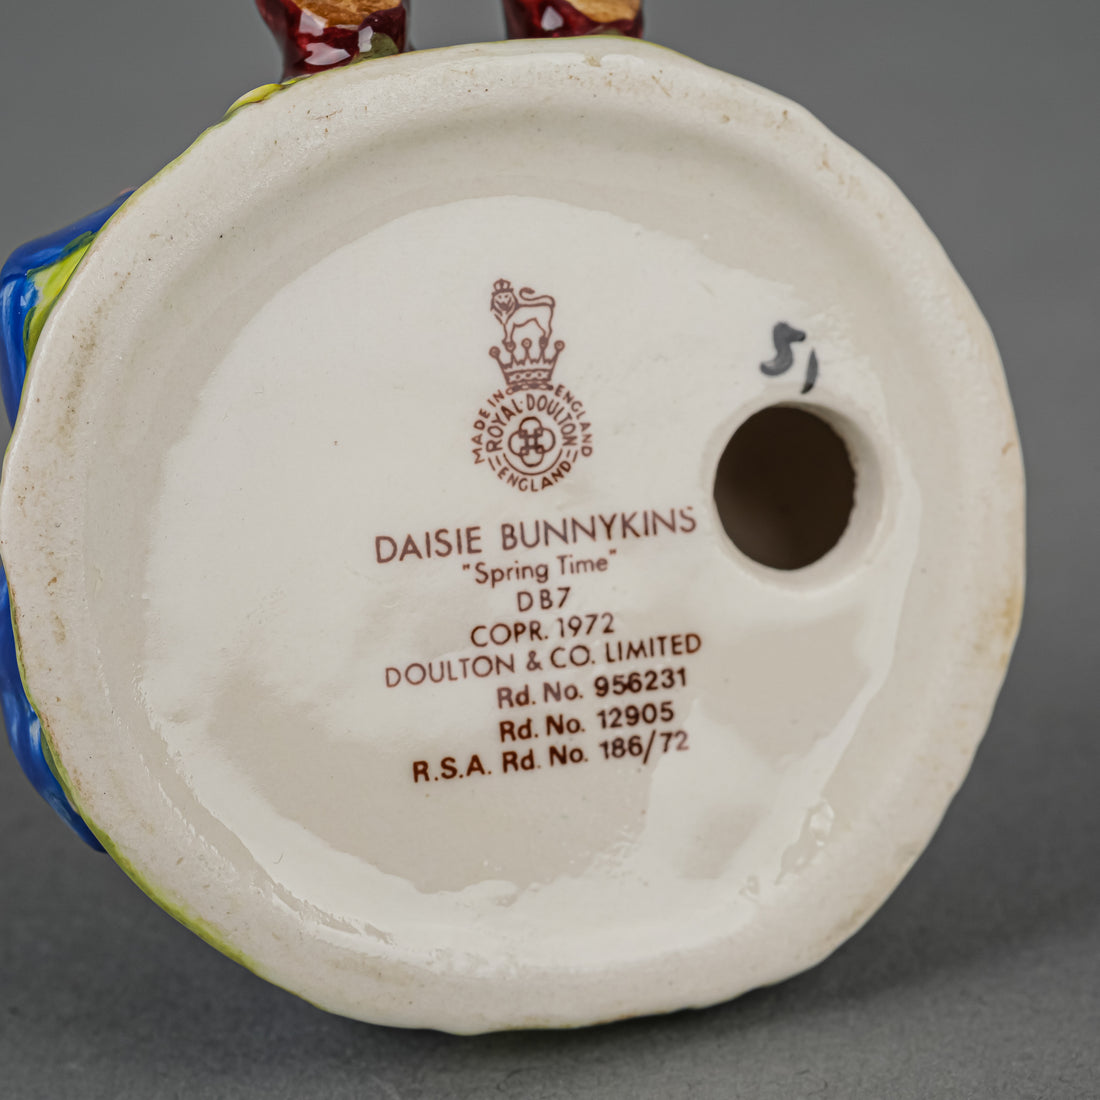 MADE IN ENGLAND
ROYAL·DOULTON
ENGLAND
DAISIE BUNNYKINS
"Spring Time"
DB7
COPR. 1972
DOULTON & CO. LIMITED
Rd. No. 956231
Rd. No. 12905
R.S.A. Rd. No. 186/72